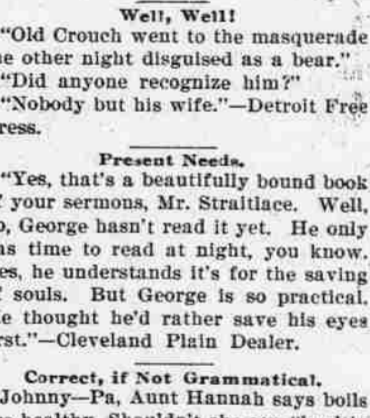 Well, Well!
"Old Crouch went to the masquerade
e other night disguised as a bear."
"Did anyone recognize him?"
"Nobody but his wife."—Detroit Free
ress.
Present Needs.
"Yes, that's a beautifully bound book
your sermons, Mr. Straitlace. Well,
o, George hasn't read it yet. He only
as time to read at night, you know.
es, he understands it's for the saving
souls. But George is so practical.
e thought he'd rather save his eyes
rst."—Cleveland Plain Dealer.
Correct, if Not Grammatical.
Johnny—Pa, Aunt Hannah says boils